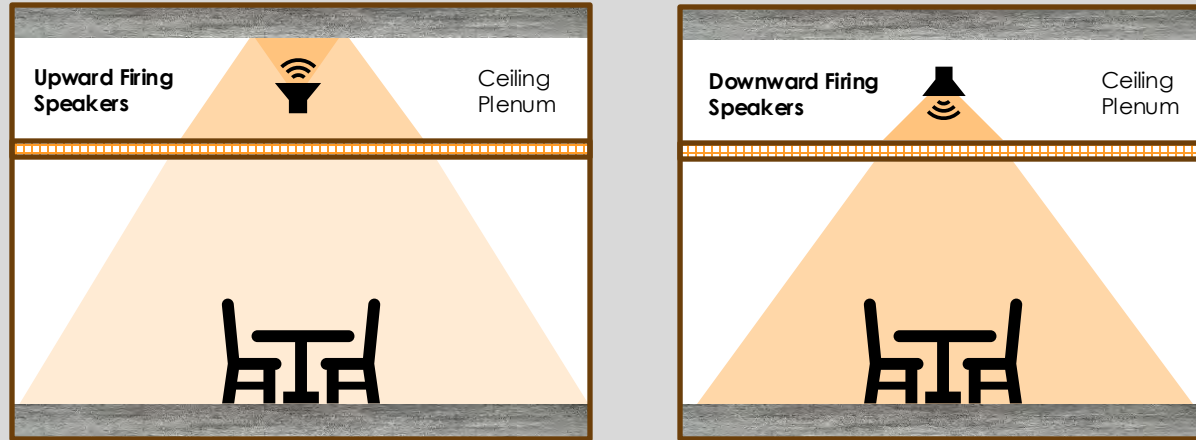 Upward Firing
Speakers
Ceiling
Plenum
Downward Firing
Speakers
Ceiling
Plenum